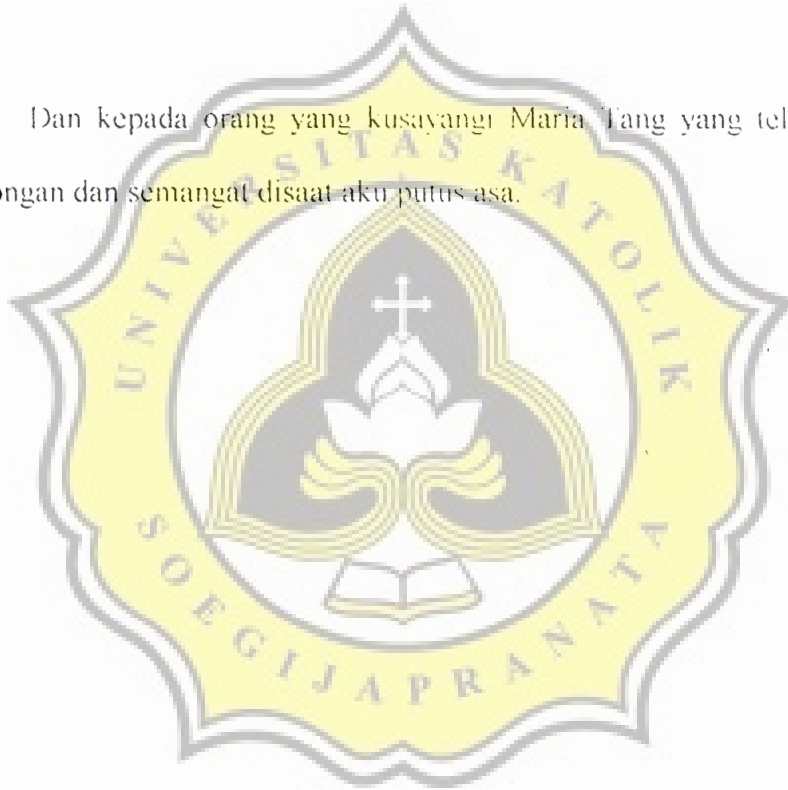 Dan kepada orang yang kusayangi Maria Tang yang tel
ongan dan semangat disaat aku putus asa.
UNIVERSITAS KATOLIK
SOEGIJAPRANATA